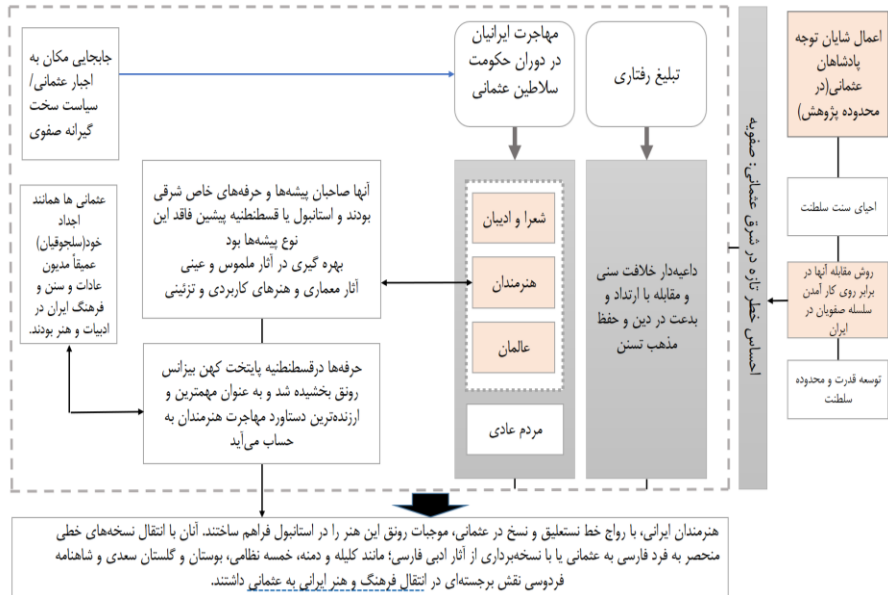 اعمال شایان توجه
پادشاهان
عثمانی(در
محدوده پژوهش)
احیای سنت سلطنت
روش مقابله آنها در
برابر روی کار آمدن
سلسله صفویان در
ایران
توسعه قدرت و محدوده
سلطنت
احساس خطر تازه در شرق عثمانی: صفویه
تبلیغ رفتاری
داعیه‌دار خلافت سنی
و مقابله با ارتداد و
بدعت در دین و حفظ
مذهب تسنن
مهاجرت ایرانیان
در دوران حکومت
سلاطین عثمانی
شعرا و ادیبان
هنرمندان
عالمان
مردم عادی
جابجایی مکان به
اجبار عثمانی/
سیاست سخت
گیرانه صفوی
آنها صاحبان پیشه‌ها و حرفه‌های خاص شرقی
بودند و استانبول یا قسطنطنیه پیشین فاقد این
نوع پیشه‌ها بود
بهره گیری در آثار ملموس و عینی
آثار معماری و هنرهای کاربردی و تزئینی
عثمانی ها همانند
اجداد
خود(سلجوقیان)
عمیقاً مدیون
عادات و سنن و
فرهنگ ایران در
ادبیات و هنر بودند.
حرفه‌ها درقسطنطنیه پایتخت کهن بیزانس
رونق بخشیده شد و به عنوان مهمترین و
ارزنده‌ترین دستاورد مهاجرت هنرمندان به
حساب می‌آید
هنرمندان ایرانی، با رواج خط نستعلیق و نسخ در عثمانی، موجبات رونق این هنر را در استانبول فراهم ساختند. آنان با انتقال نسخه‌های خطی
منحصر به فرد فارسی به عثمانی یا با نسخه‌برداری از آثار ادبی فارسی؛ مانند کلیله و دمنه، خمسه نظامی، بوستان و گلستان سعدی و شاهنامه
فردوسی نقش برجسته‌ای در انتقال فرهنگ و هنر ایرانی به عثمانی داشتند.